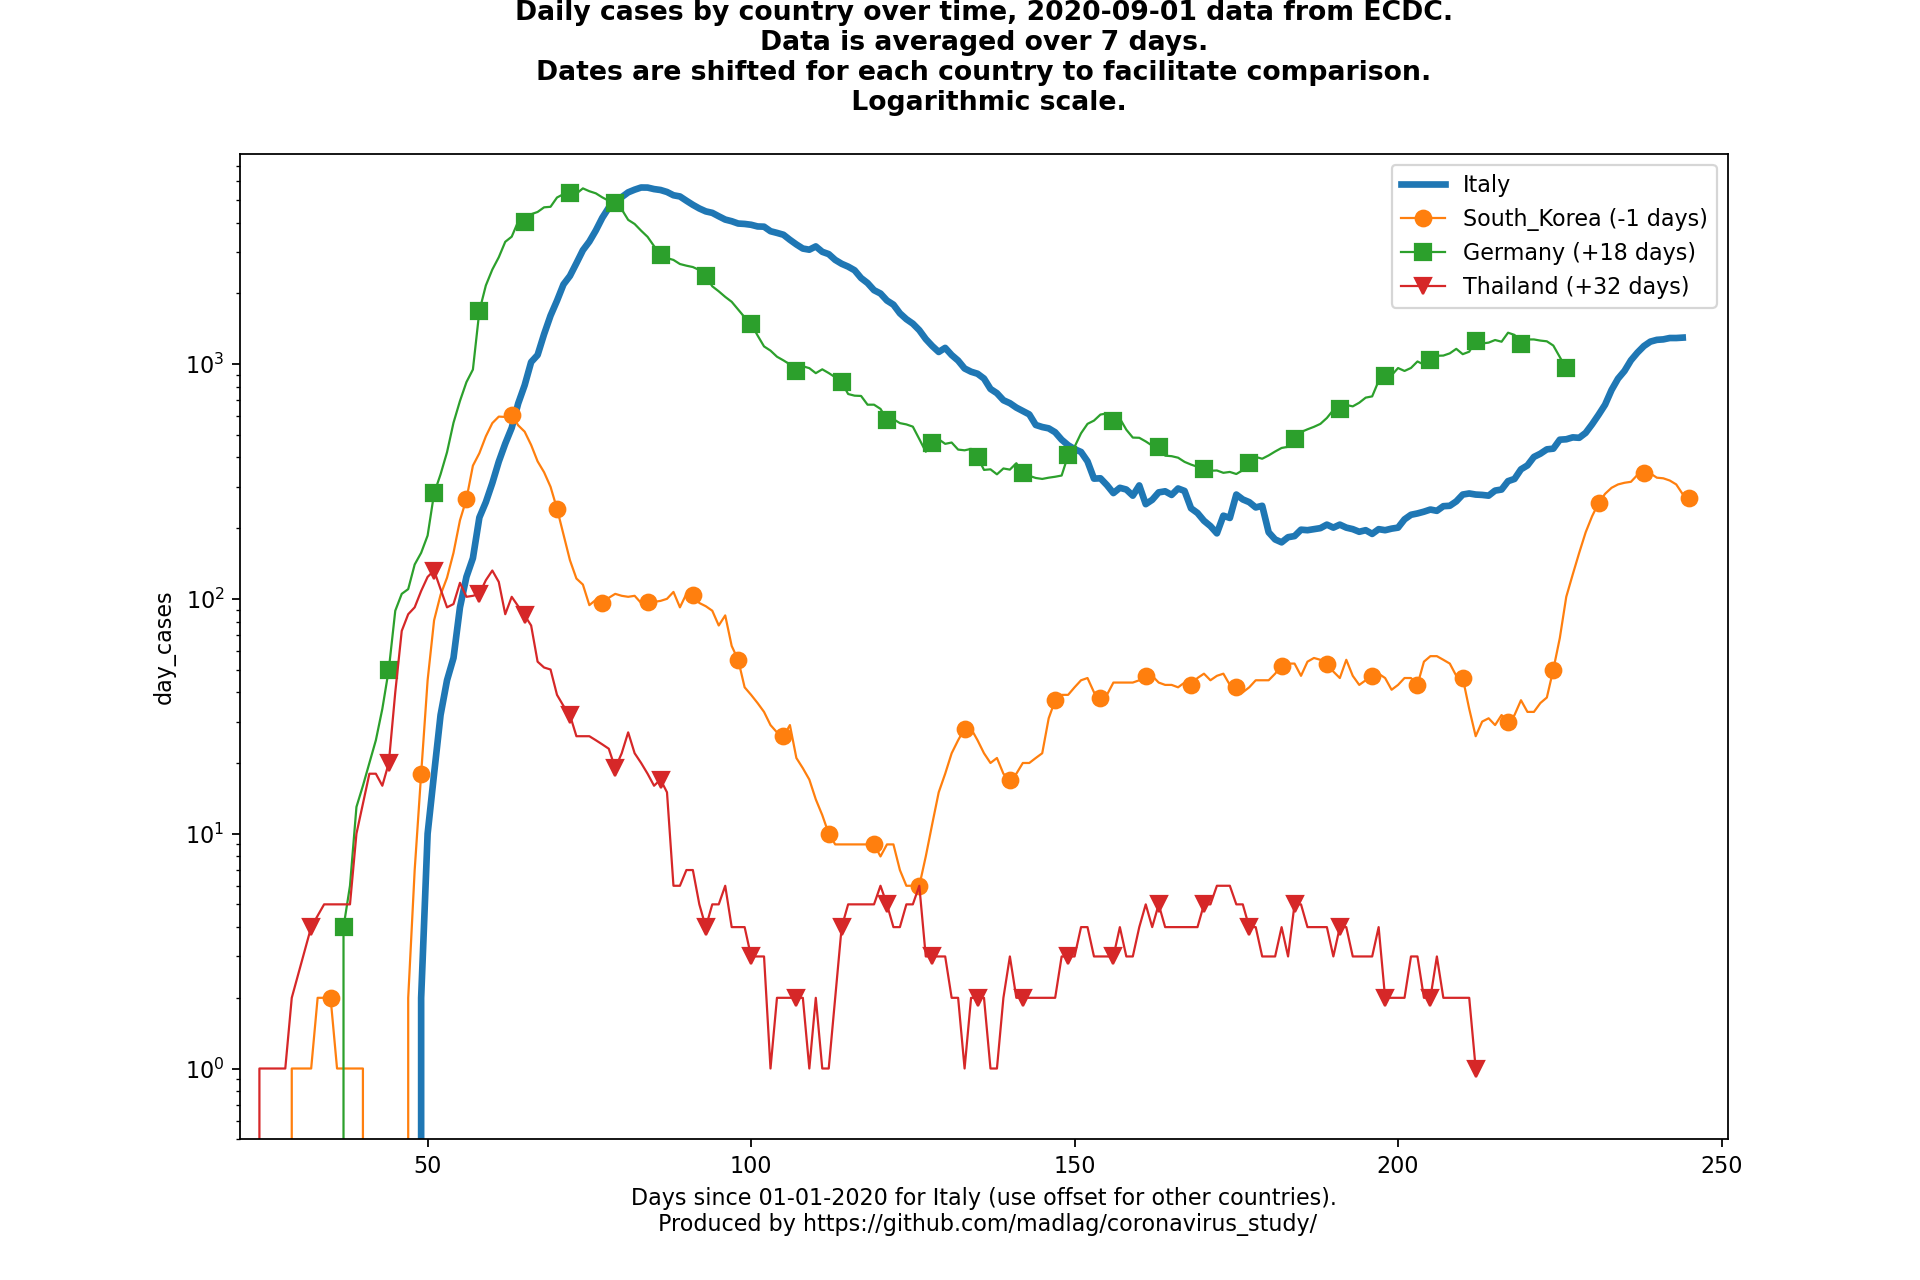 Daily cases by country over time, 2020-09-01 data from ECDC.
Data is averaged over 7 days.
Dates are shifted for each country to facilitate comparison.
Logarithmic scale.
Italy
South_Korea (-1 days)
Germany (+18 days)
Thailand (+32 days)
day_cases
10³
10²
10¹
10⁰
50 100 150 200 250
Days since 01-01-2020 for Italy (use offset for other countries).
Produced by https://github.com/madlag/coronavirus_study/